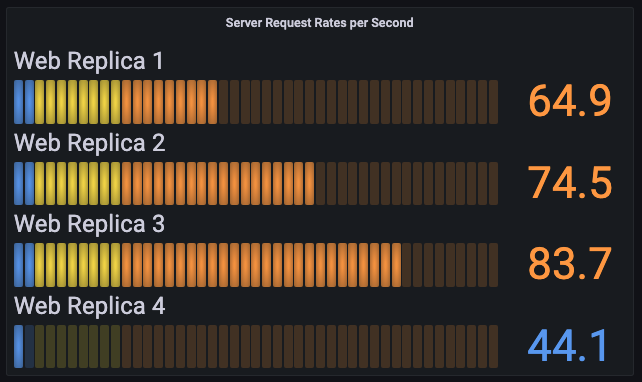 Server Request Rates per Second
Web Replica 1
64.9
Web Replica 2
74.5
Web Replica 3
83.7
Web Replica 4
44.1